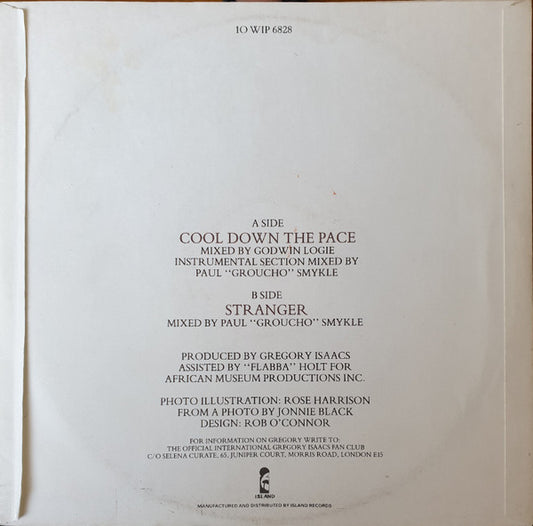 10 WIP 6828
A SIDE
COOL DOWN THE PACE
MIXED BY GODWIN LOGIE
INSTRUMENTAL SECTION MIXED BY
PAUL "GROUCHO" SMYKLE
B SIDE
STRANGER
MIXED BY PAUL "GROUCHO" SMYKLE
PRODUCED BY GREGORY ISAACS
ASSISTED BY "FLABBA" HOLT FOR
AFRICAN MUSEUM PRODUCTIONS INC.
PHOTO ILLUSTRATION: ROSE HARRISON
FROM A PHOTO BY JONNIE BLACK
DESIGN: ROB O'CONNOR
FOR INFORMATION ON GREGORY WRITE TO:
THE OFFICIAL INTERNATIONAL GREGORY ISAACS FAN CLUB
C/O SELENA CURATE, 65, JUNIPER COURT, MORRIS ROAD, LONDON E15
ISLAND
MANUFACTURED AND DISTRIBUTED BY ISLAND RECORDS